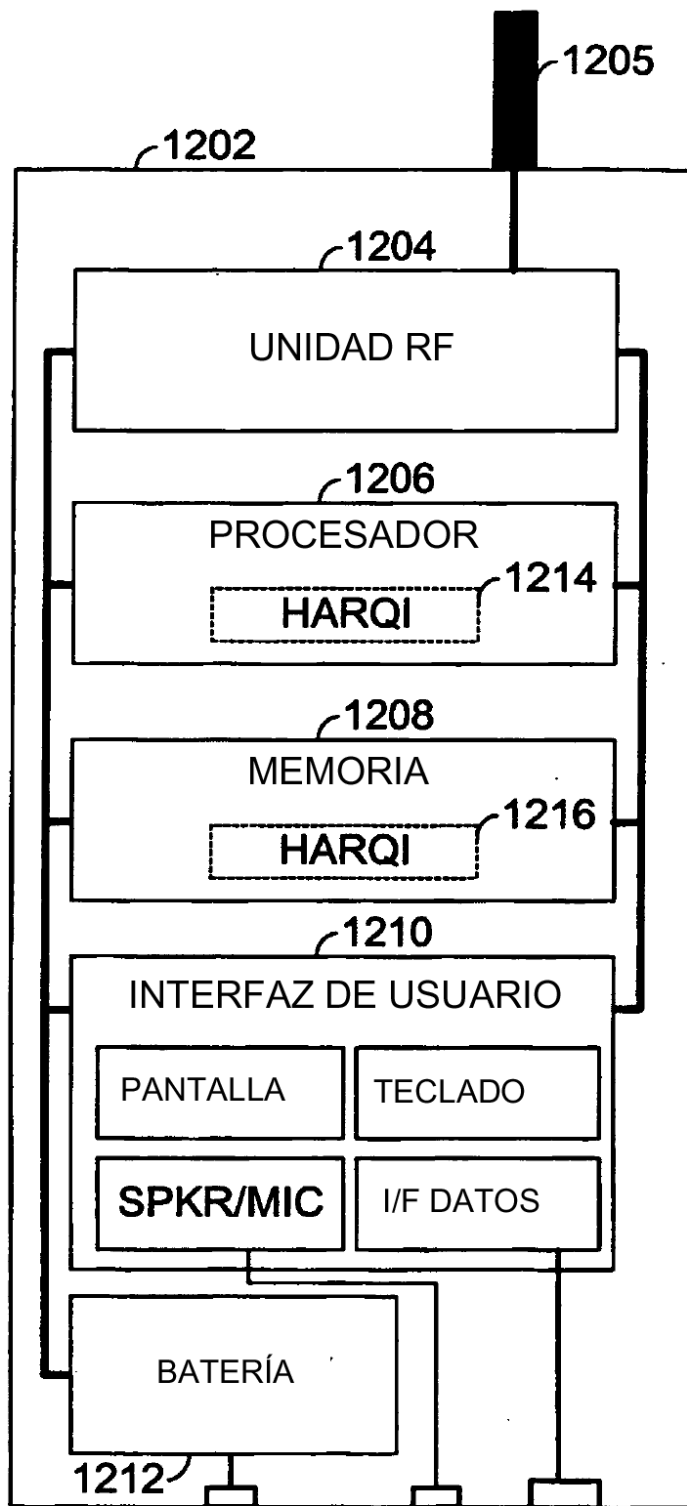 1205
1202
1204
UNIDAD RF
1206
PROCESADOR
1214
HARQI
1208
MEMORIA
1216
HARQI
1210
INTERFAZ DE USUARIO
PANTALLA
TECLADO
SPKR/MIC
I/F DATOS
BATERÍA
1212